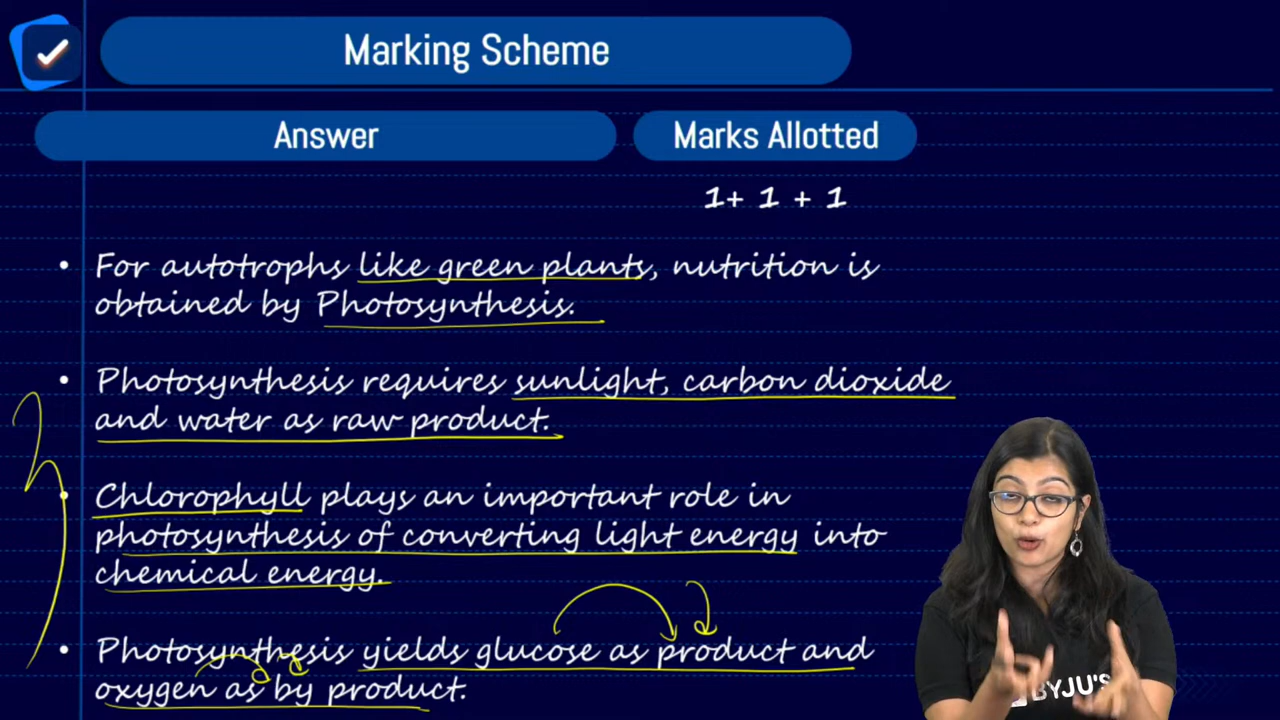 Marking Scheme
Answer
Marks Allotted
1+ 1 + 1
• For autotrophs like green plants, nutrition is
obtained by Photosynthesis.
• Photosynthesis requires sunlight, carbon dioxide
and water as raw product.
• Chlorophyll plays an important role in
photosynthesis of converting light energy into
chemical energy.
• Photosynthesis yields glucose as product and
oxygen as by product.
BYJU'S